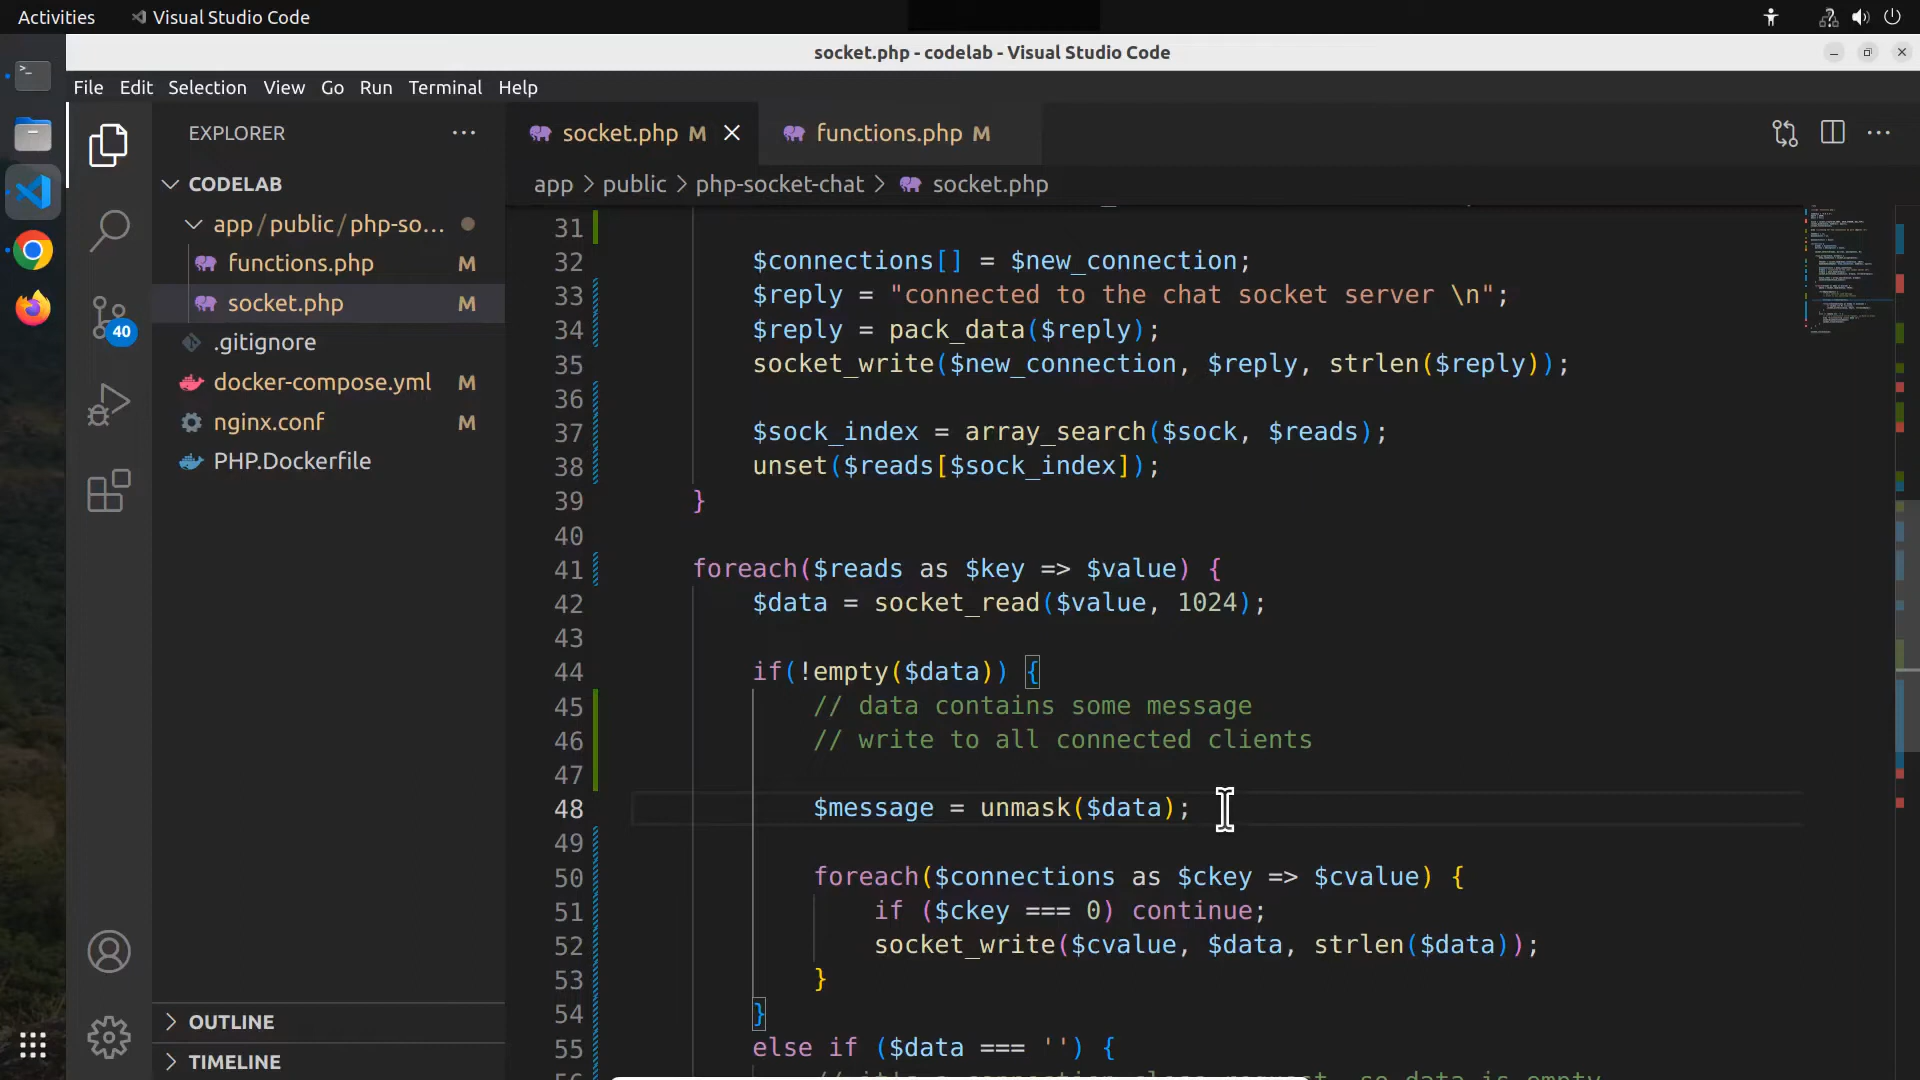 Activities
Visual Studio Code
socket.php - codelab - Visual Studio Code
File Edit Selection View Go Run Terminal Help
EXPLORER
CODELAB
app / public / php-so...
functions.php M
socket.php M
.gitignore
docker-compose.yml M
nginx.conf M
PHP.Dockerfile
40
OUTLINE
TIMELINE
socket.php M
functions.php M
app > public > php-socket-chat > socket.php
31
32 $connections[] = $new_connection;
33 $reply = "connected to the chat socket server \n";
34 $reply = pack_data($reply);
35 socket_write($new_connection, $reply, strlen($reply));
36
37 $sock_index = array_search($sock, $reads);
38 unset($reads[$sock_index]);
39 }
40
41 foreach($reads as $key => $value) {
42 $data = socket_read($value, 1024);
43
44 if(!empty($data)) {
45 // data contains some message
46 // write to all connected clients
47
48 $message = unmask($data);
49
50 foreach($connections as $ckey => $cvalue) {
51 if ($ckey === 0) continue;
52 socket_write($cvalue, $data, strlen($data));
53 }
54 }
55 else if ($data === '') {